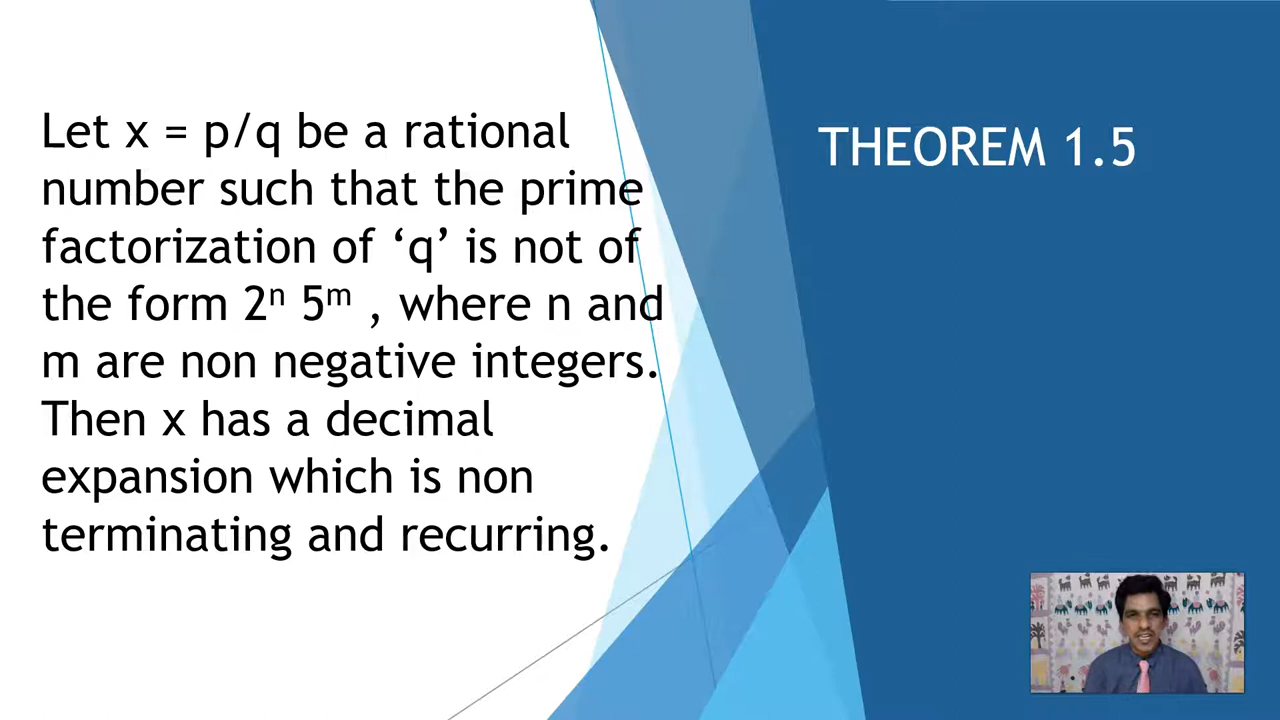 Let x = p/q be a rational
number such that the prime
factorization of ‘q’ is not of
the form 2ⁿ 5ᵐ , where n and
m are non negative integers.
Then x has a decimal
expansion which is non
terminating and recurring.
THEOREM 1.5